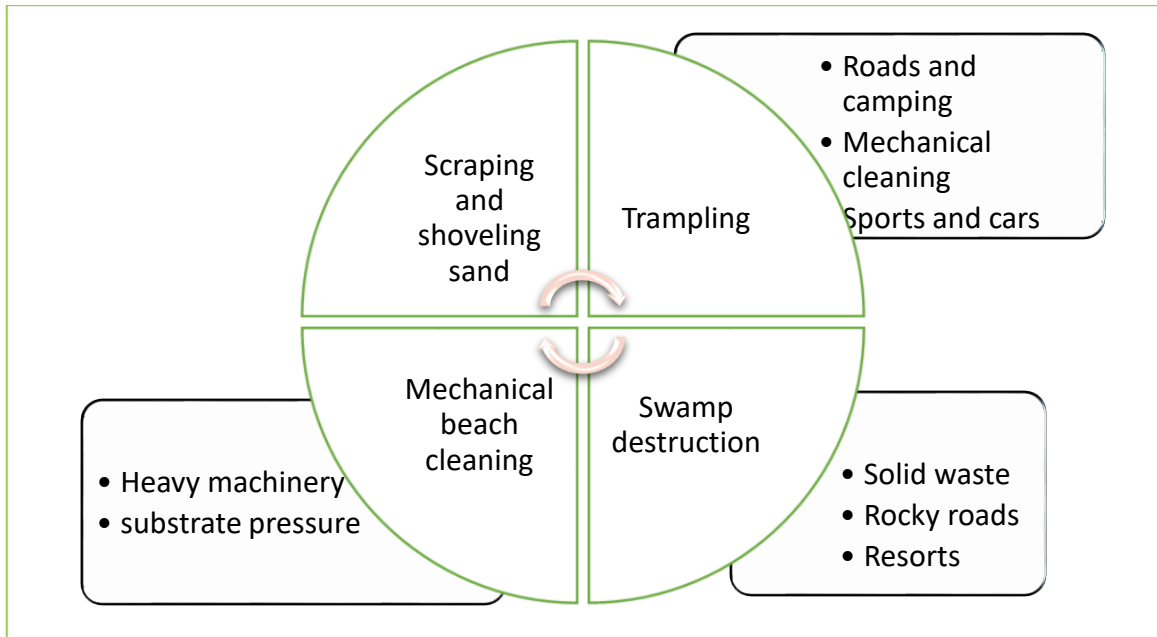 Scraping
and
shoveling
sand
Trampling
• Roads and
camping
• Mechanical
cleaning
• Sports and cars
Mechanical
beach
cleaning
• Heavy machinery
• substrate pressure
Swamp
destruction
• Solid waste
• Rocky roads
• Resorts